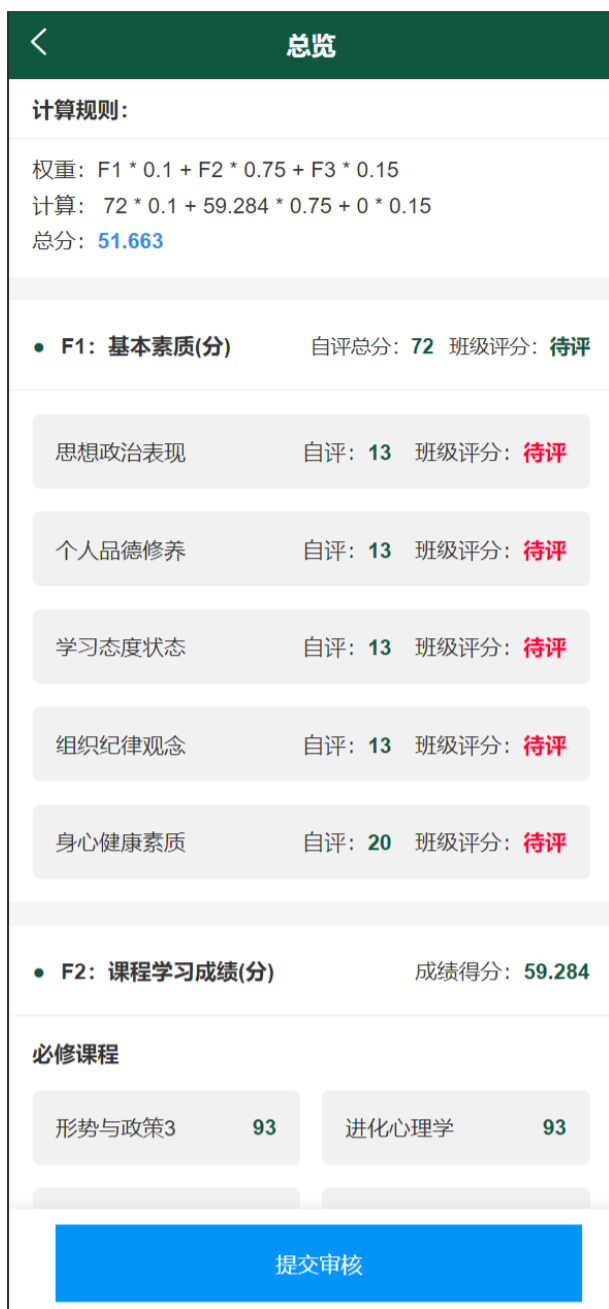 总览
计算规则：
权重：F1 * 0.1 + F2 * 0.75 + F3 * 0.15
计算： 72 * 0.1 + 59.284 * 0.75 + 0 * 0.15
总分：51.663
F1：基本素质(分) 自评总分：72 班级评分：待评
思想政治表现 自评：13 班级评分：待评
个人品德修养 自评：13 班级评分：待评
学习态度状态 自评：13 班级评分：待评
组织纪律观念 自评：13 班级评分：待评
身心健康素质 自评：20 班级评分：待评
F2：课程学习成绩(分) 成绩得分：59.284
必修课程
形势与政策3 93 进化心理学 93
提交审核